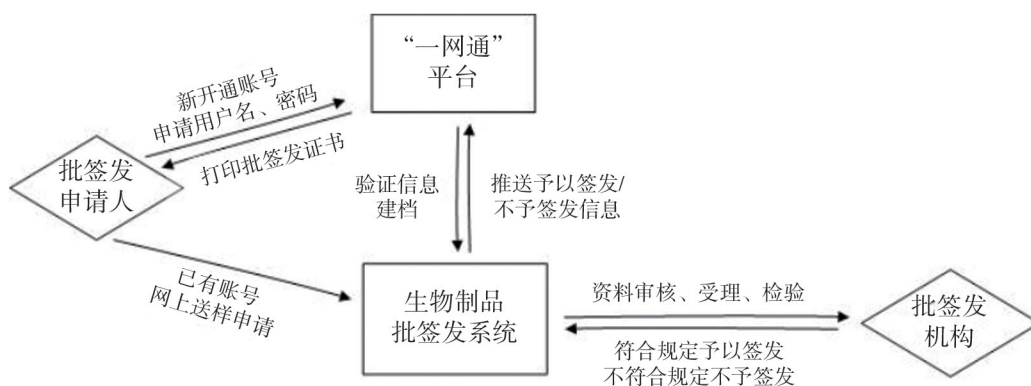 “一网通”
平台
新开通账号
申请用户名、密码
打印批签发证书
批签发
申请人
验证信息
建档
推送予以签发/
不予签发信息
已有账号
网上送样申请
生物制品
批签发系统
资料审核、受理、检验
符合规定予以签发
不符合规定不予签发
批签发
机构